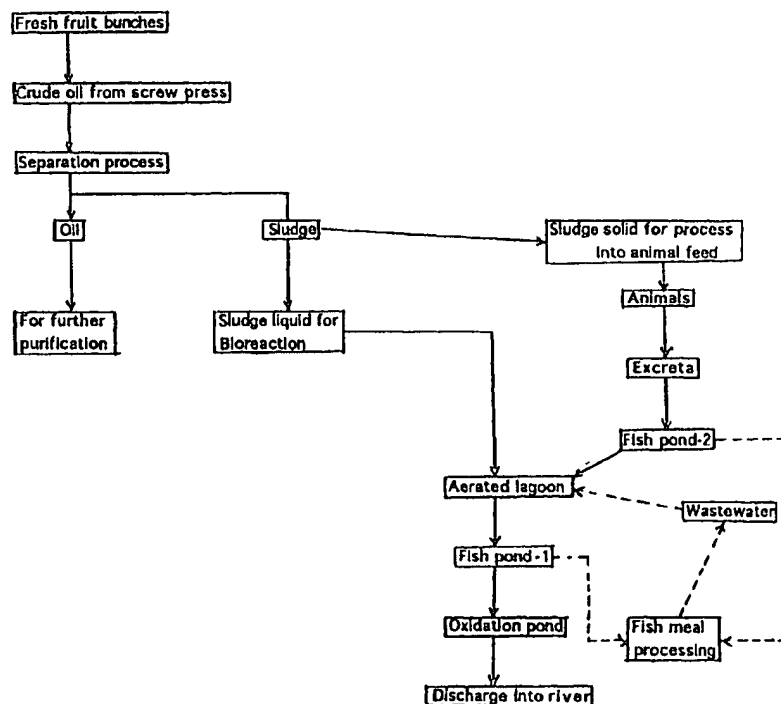 Fresh fruit bunches
Crude oil from screw press
Separation process
Oil
Sludge
Sludge solid for process
into animal feed
For further
purification
Sludge liquid for
Bioreaction
Animals
Excreta
Fish pond-2
Aerated lagoon
Wastewater
Fish pond-1
Oxidation pond
Fish meal
processing
Discharge into river